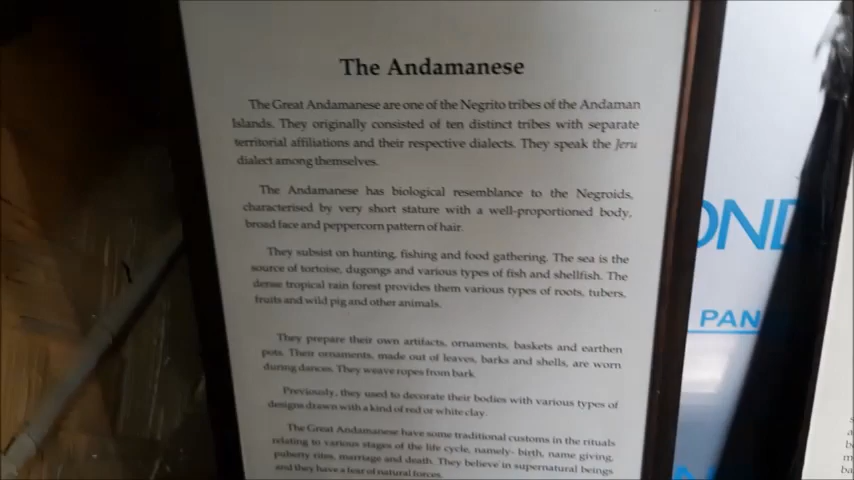 The Andamanese
The Great Andamanese are one of the Negrito tribes of the Andaman
Islands. They originally consisted of ten distinct tribes with separate
territorial affiliations and their respective dialects. They speak the Jeru
dialect among themselves.
The Andamanese has biological resemblance to the Negroids,
characterised by very short stature with a well-proportioned body,
broad face and peppercorn pattern of hair.
They subsist on hunting, fishing and food gathering. The sea is the
source of tortoise, dugongs and various types of fish and shellfish. The
dense tropical rain forest provides them various types of roots, tubers,
fruits and wild pig and other animals.
They prepare their own artifacts, ornaments, baskets and earthen
pots. Their ornaments, made out of leaves, barks and shells, are worn
during dances. They weave ropes from bark.
Previously, they used to decorate their bodies with various types of
designs drawn with a kind of red or white clay.
The Great Andamanese have some traditional customs in the rituals
relating to various stages of the life cycle, namely- birth, name giving,
puberty rites, marriage and death. They believe in supernatural beings
and they have a fear of natural forces.
OND
PAN